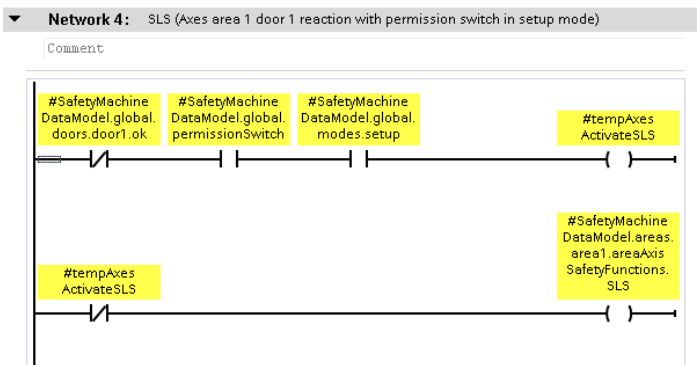 Network 4: SLS (Axes area 1 door 1 reaction with permission switch in setup mode)
Comment
#SafetyMachine
DataModel.global.
doors.door1.ok
#SafetyMachine
DataModel.global.
permissionSwitch
#SafetyMachine
DataModel.global.
modes.setup
#tempAxes
ActivateSLS
#SafetyMachine
DataModel.areas.
area1.areaAxis
SafetyFunctions.
SLS
#tempAxes
ActivateSLS